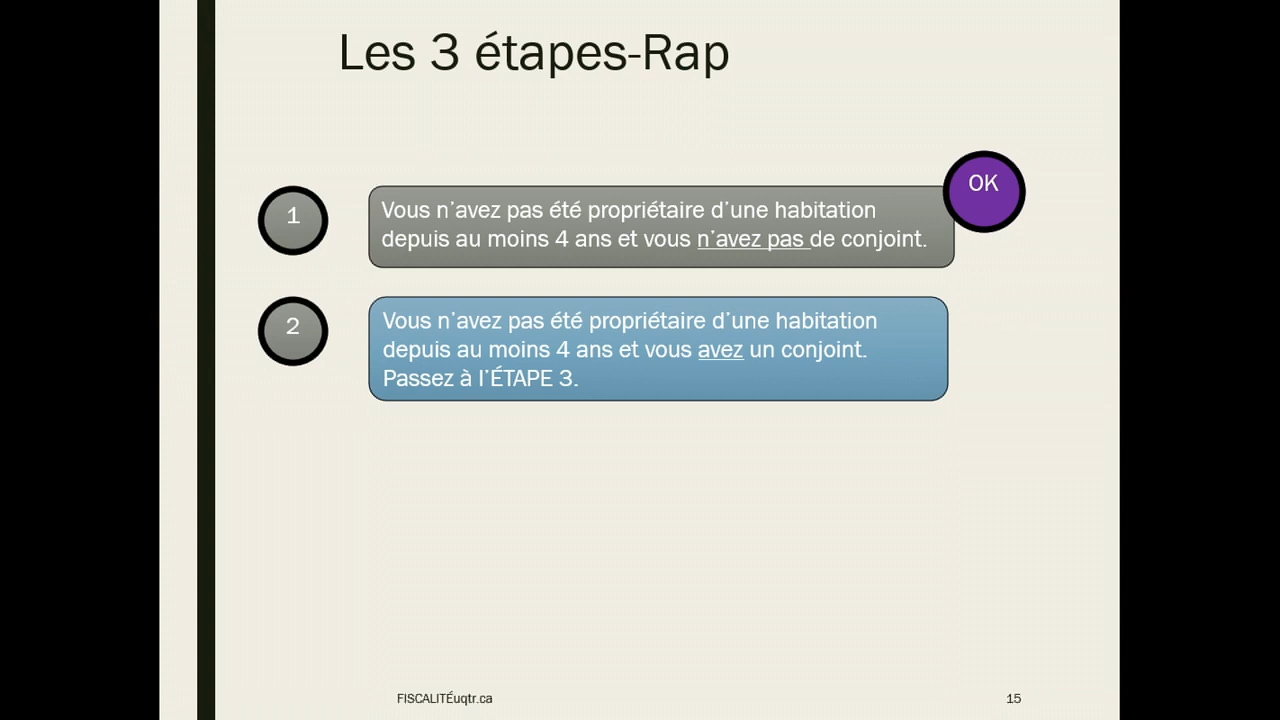 Les 3 étapes-Rap
OK
1
Vous n'avez pas été propriétaire d'une habitation
depuis au moins 4 ans et vous n'avez pas de conjoint.
2
Vous n'avez pas été propriétaire d'une habitation
depuis au moins 4 ans et vous avez un conjoint.
Passez à l'ÉTAPE 3.
FISCALITÉuqtr.ca
15